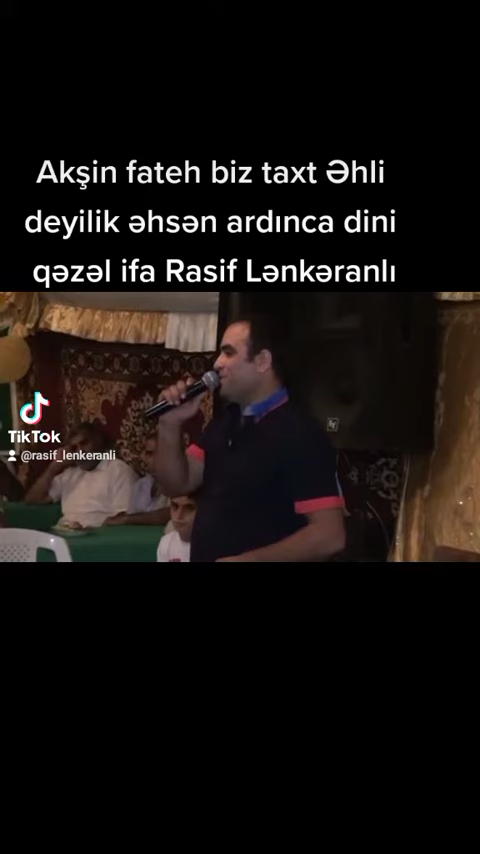 Akşin fateh biz taxt Əhli
deyilik əhsən ardınca dini
qəzəl ifa Rasif Lənkəranlı
TikTok
@rasif_lenkeranli